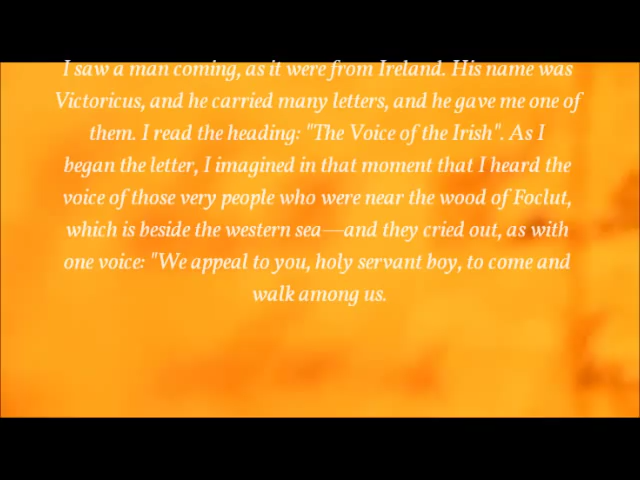 I saw a man coming, as it were from Ireland. His name was
Victoricus, and he carried many letters, and he gave me one of
them. I read the heading: "The Voice of the Irish". As I
began the letter, I imagined in that moment that I heard the
voice of those very people who were near the wood of Foclut,
which is beside the western sea—and they cried out, as with
one voice: "We appeal to you, holy servant boy, to come and
walk among us.